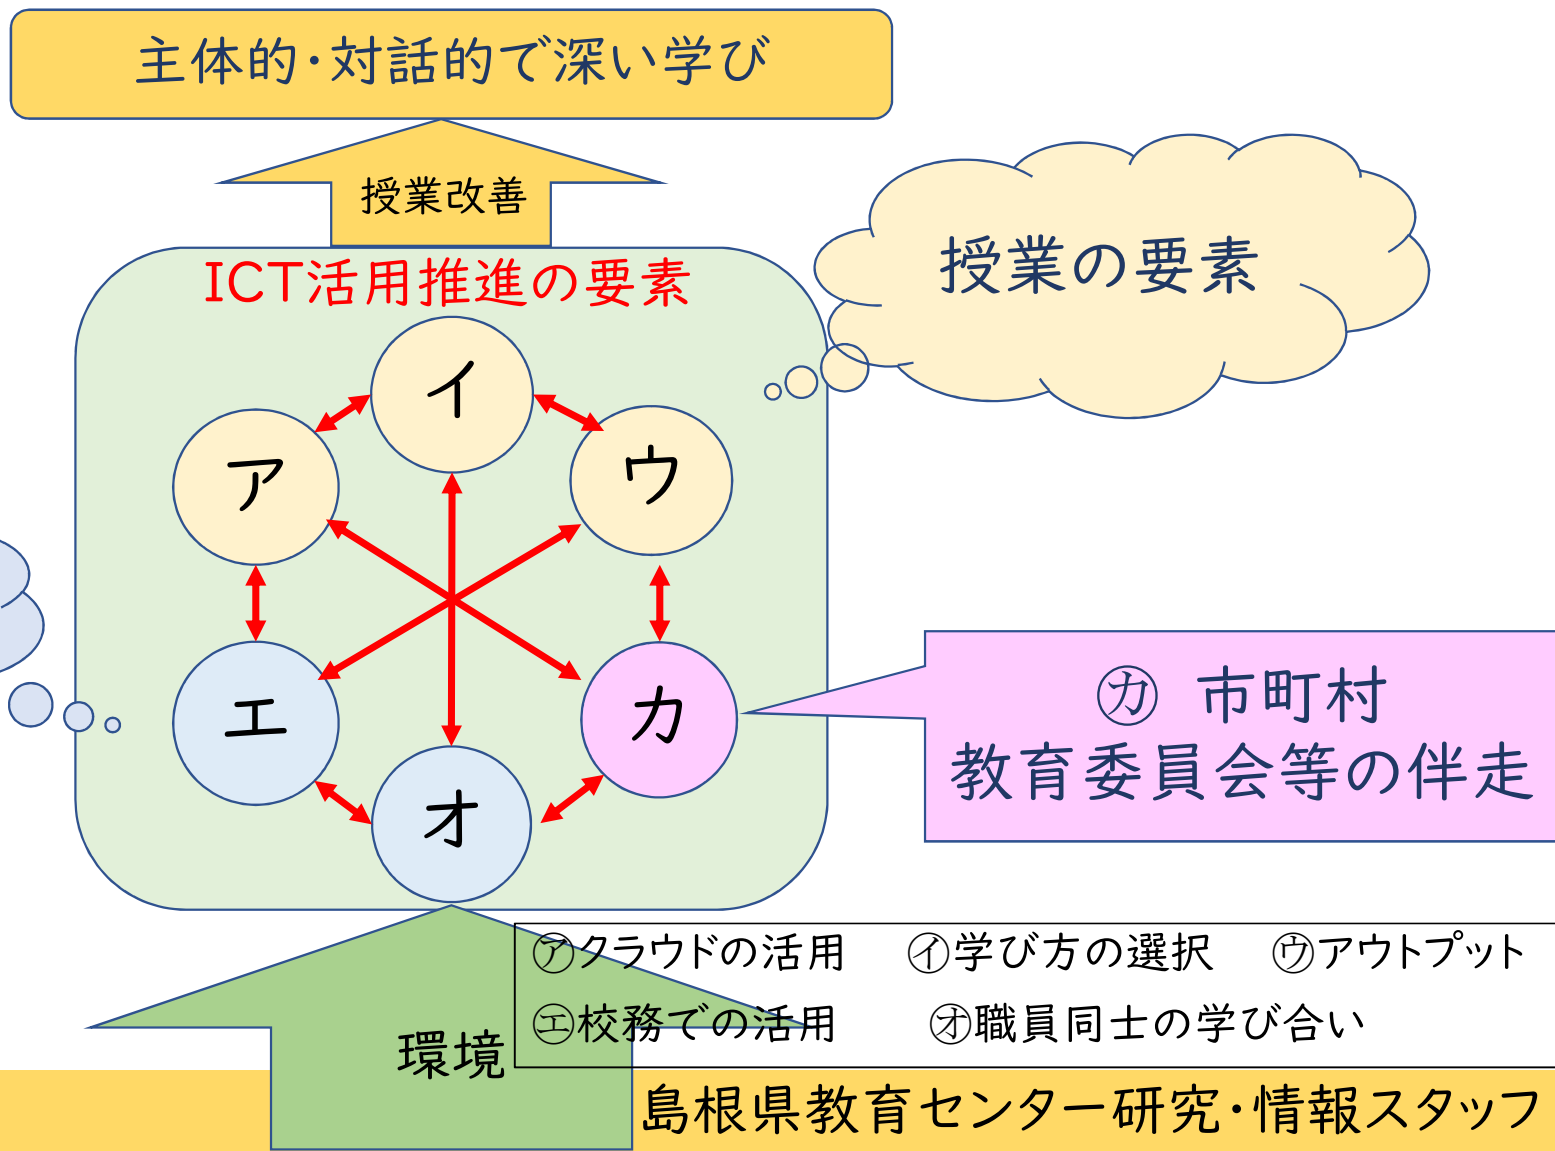 主体的・対話的で深い学び
授業改善
ICT活用推進の要素
授業の要素
イ
ア
ウ
エ
カ
オ
㋕ 市町村
教育委員会等の伴走
㋐クラウドの活用 ㋑学び方の選択 ㋒アウトプット
㋓校務での活用 ㋔職員同士の学び合い
環境
島根県教育センター研究・情報スタッフ